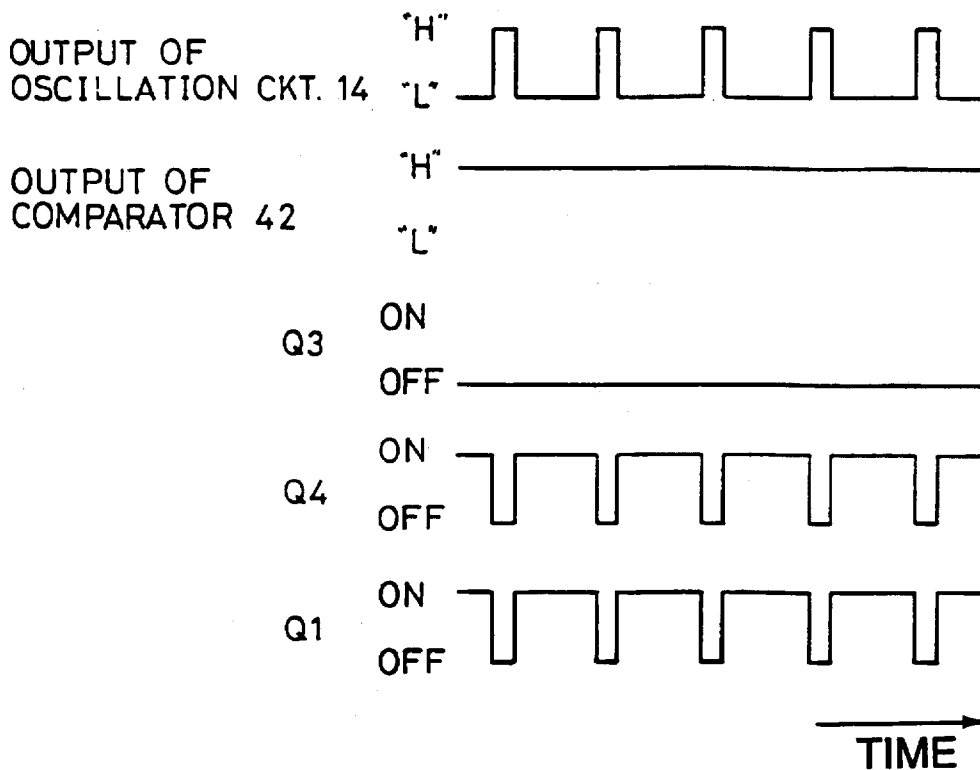 "H"
OUTPUT OF
OSCILLATION CKT. 14 "L"
"H"
OUTPUT OF
COMPARATOR 42
"L"
ON
Q3
OFF
ON
Q4
OFF
ON
Q1
OFF
TIME